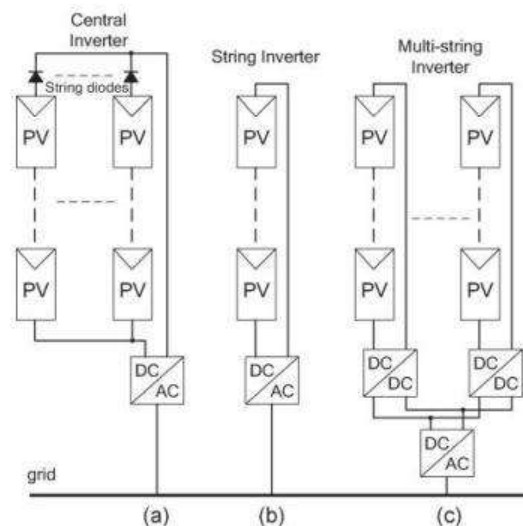 Central
Inverter
String Inverter
Multi-string
Inverter
String diodes
PV
PV
PV
PV
PV
PV
PV
PV
PV
PV
DC
AC
DC
AC
DC
DC
DC
DC
DC
AC
grid
(a)
(b)
(c)